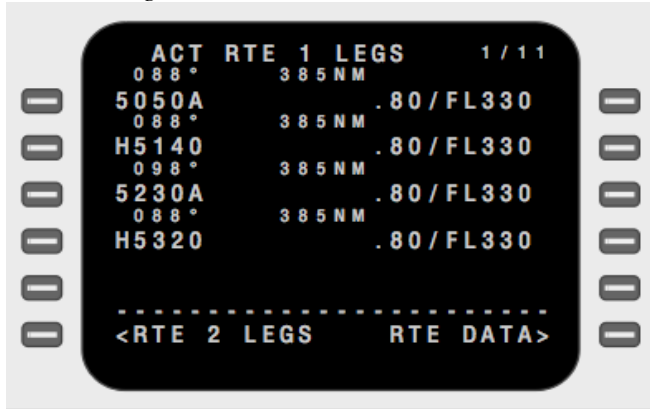 ACT RTE 1 LEGS 1/11
088° 385NM
5050A .80/FL330
088° 385NM
H5140 .80/FL330
098° 385NM
5230A .80/FL330
088° 385NM
H5320 .80/FL330
------------------------
<RTE 2 LEGS RTE DATA>